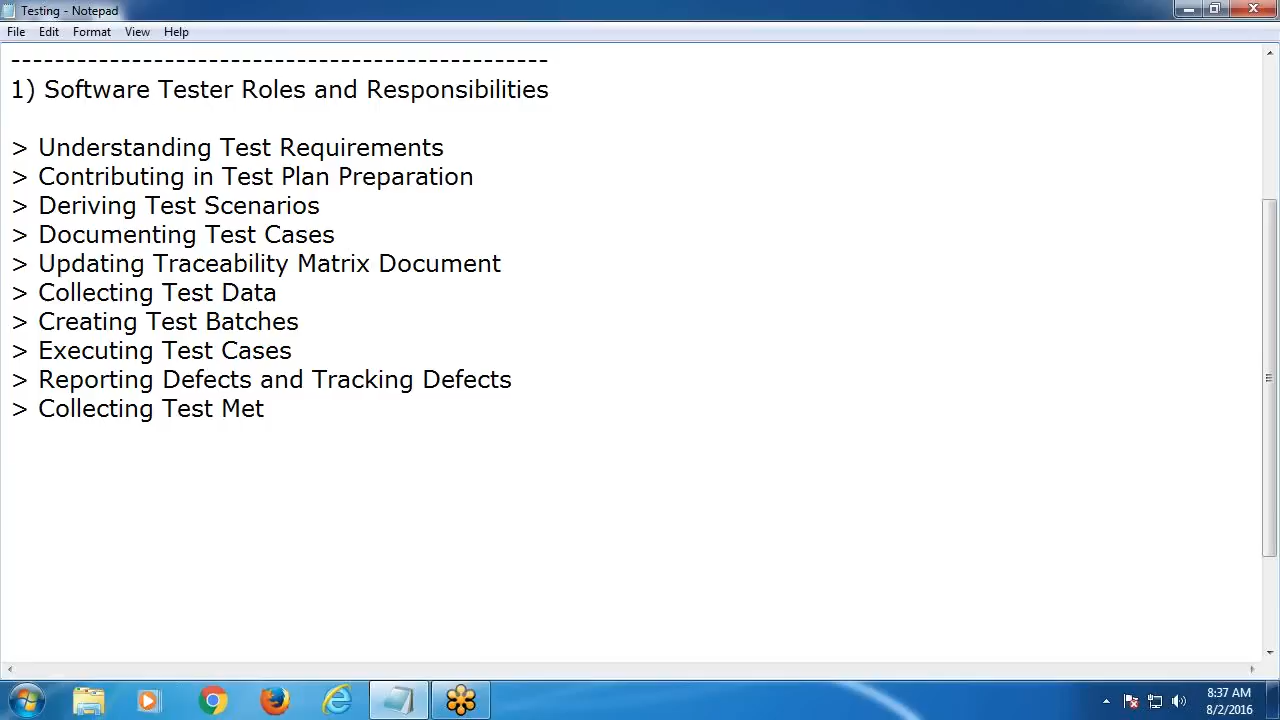 Testing - Notepad
File Edit Format View Help
-------------------------------------------------
1) Software Tester Roles and Responsibilities
> Understanding Test Requirements
> Contributing in Test Plan Preparation
> Deriving Test Scenarios
> Documenting Test Cases
> Updating Traceability Matrix Document
> Collecting Test Data
> Creating Test Batches
> Executing Test Cases
> Reporting Defects and Tracking Defects
> Collecting Test Met
8:37 AM
8/2/2016